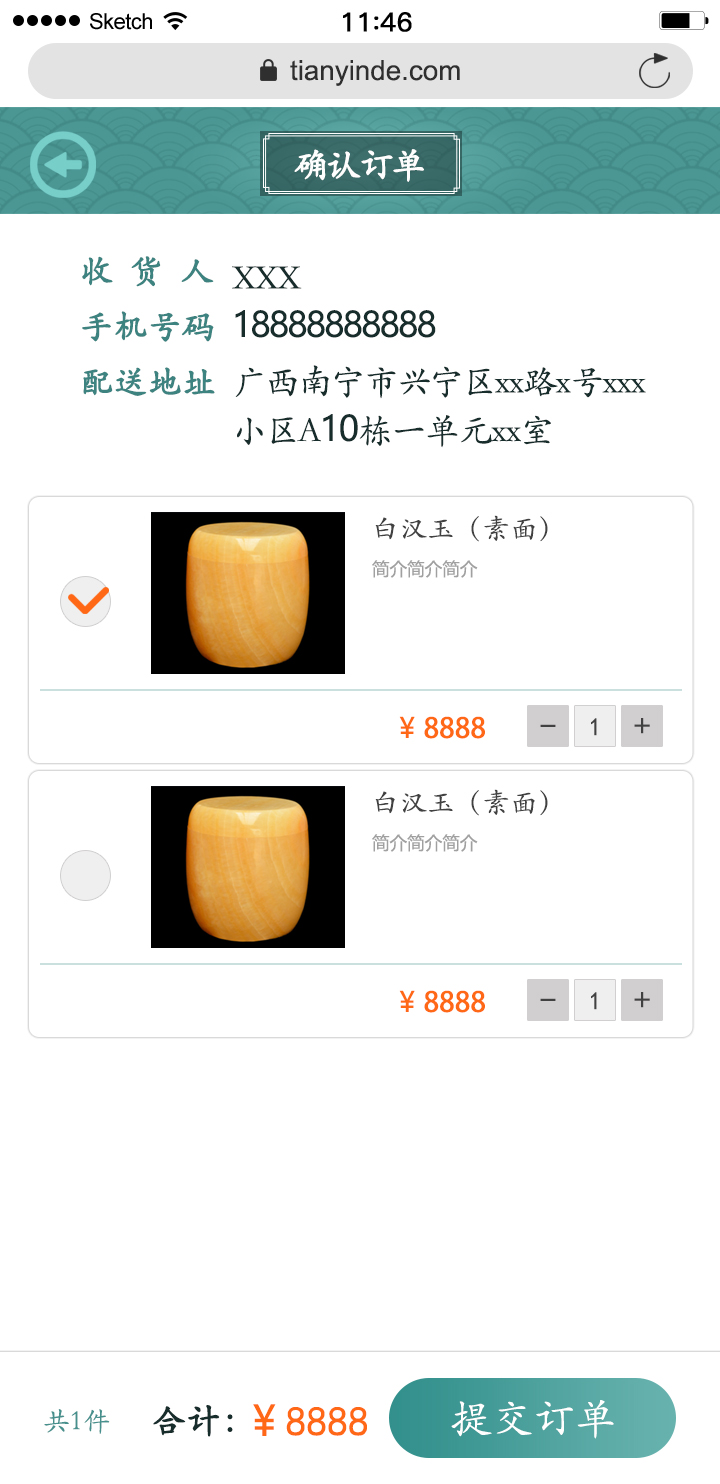 Sketch 11:46
tianyinde.com
确认订单
收货人 XXX
手机号码 18888888888
配送地址 广西南宁市兴宁区xx路x号xxx
小区A10栋一单元xx室
白汉玉（素面）
简介简介简介
¥ 8888 − 1 +
白汉玉（素面）
简介简介简介
¥ 8888 − 1 +
共1件 合计：¥ 8888 提交订单